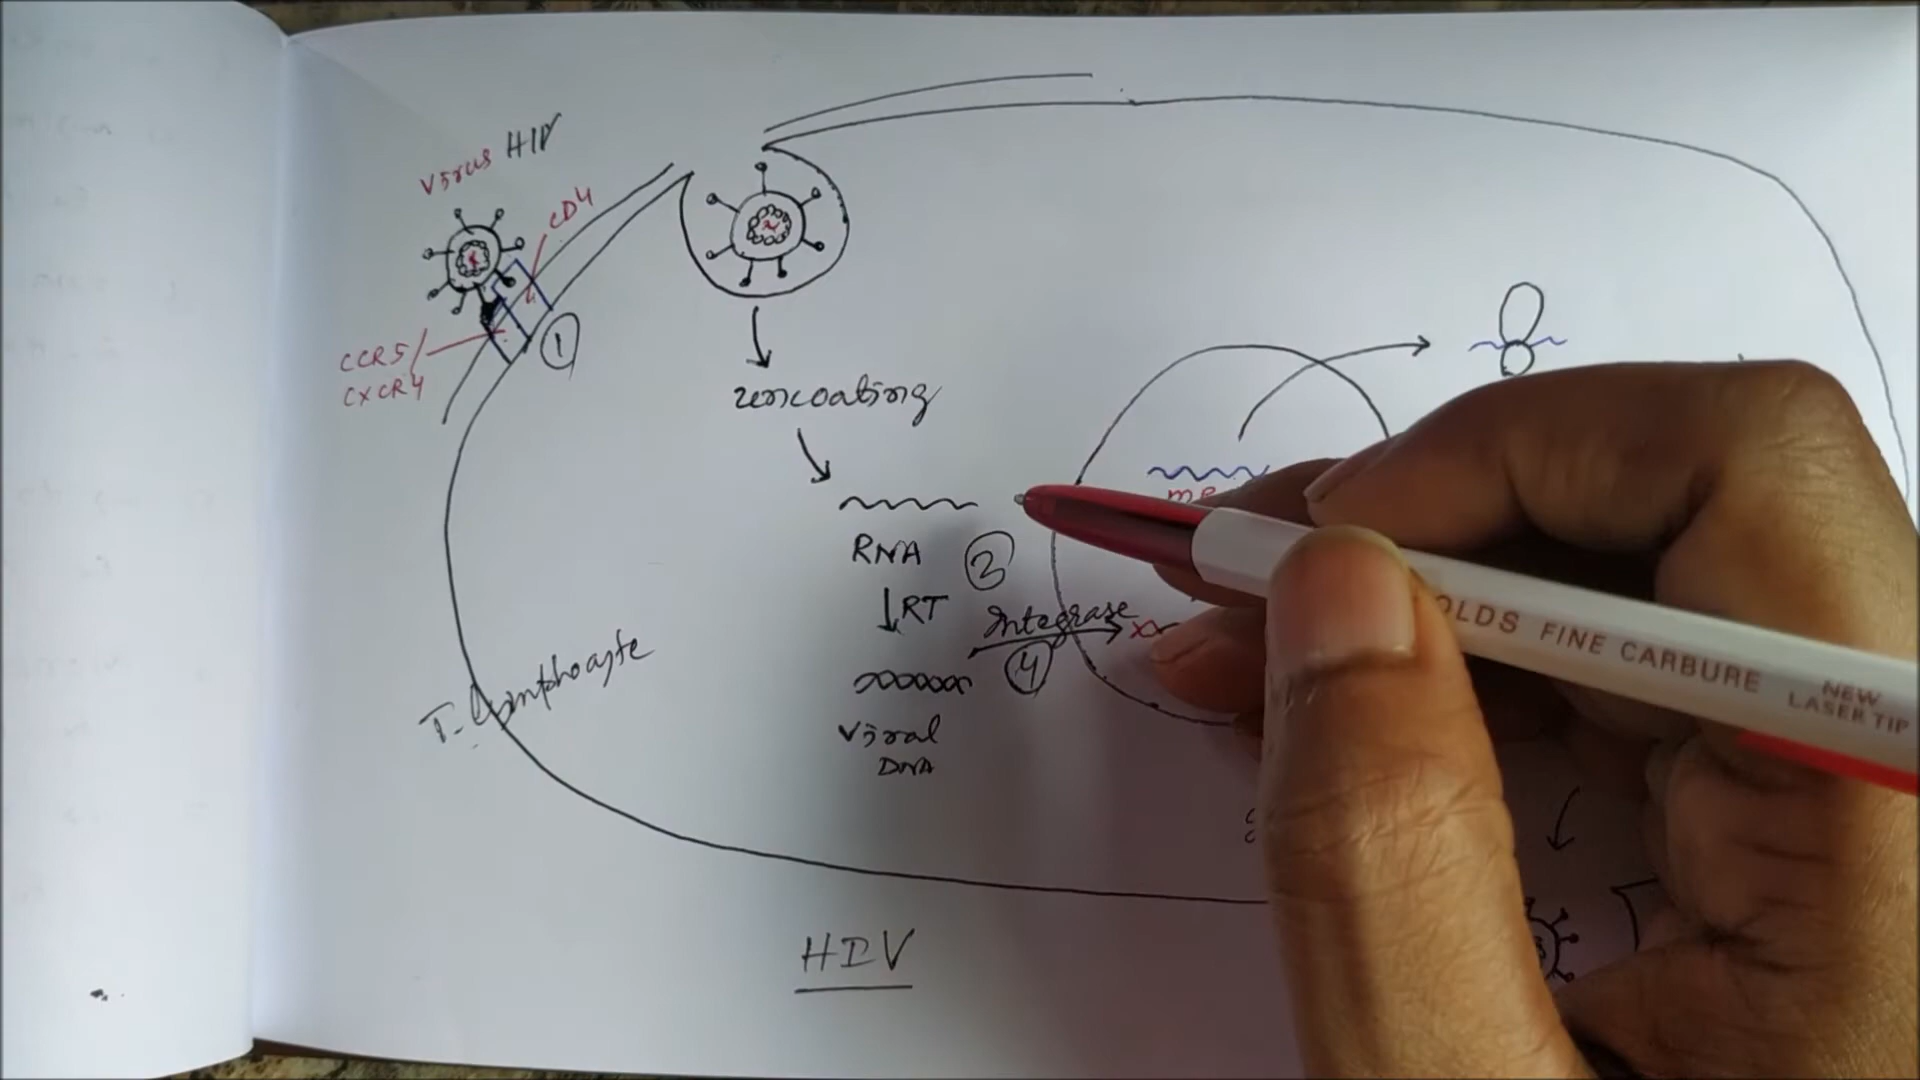 Virus HIV
CD4
CCR5/
CXCR4
1
uncoating
RNA
2
RT
Integrase
4
Viral
DNA
T-lymphocyte
HIV
OLDS FINE CARBURE
NEW
LASER TIP